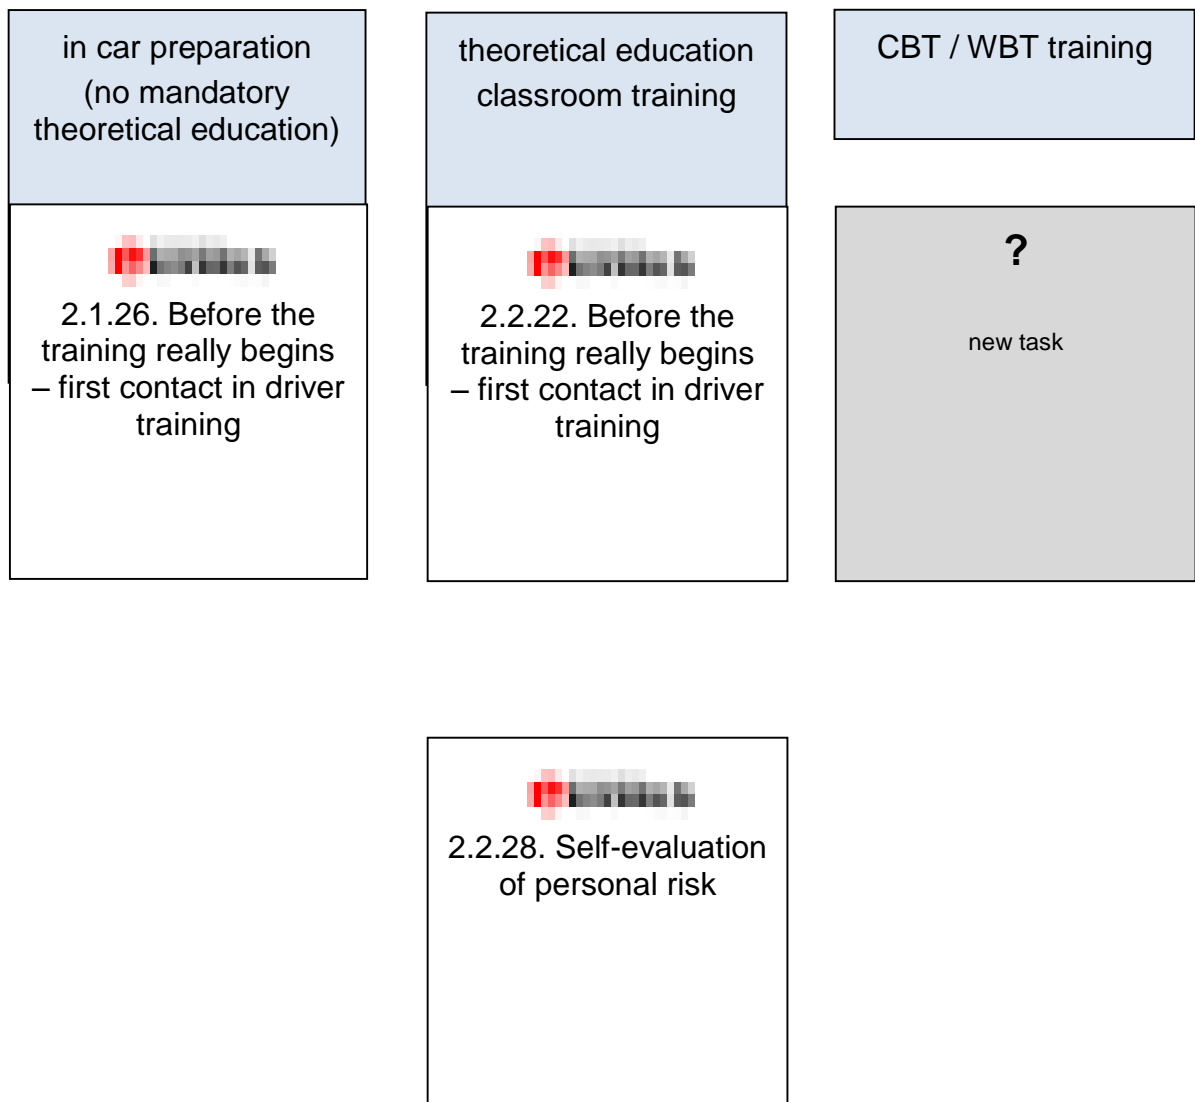 in car preparation
(no mandatory
theoretical education)
theoretical education
classroom training
CBT / WBT training
2.1.26. Before the
training really begins
– first contact in driver
training
2.2.22. Before the
training really begins
– first contact in driver
training
?
new task
2.2.28. Self-evaluation
of personal risk